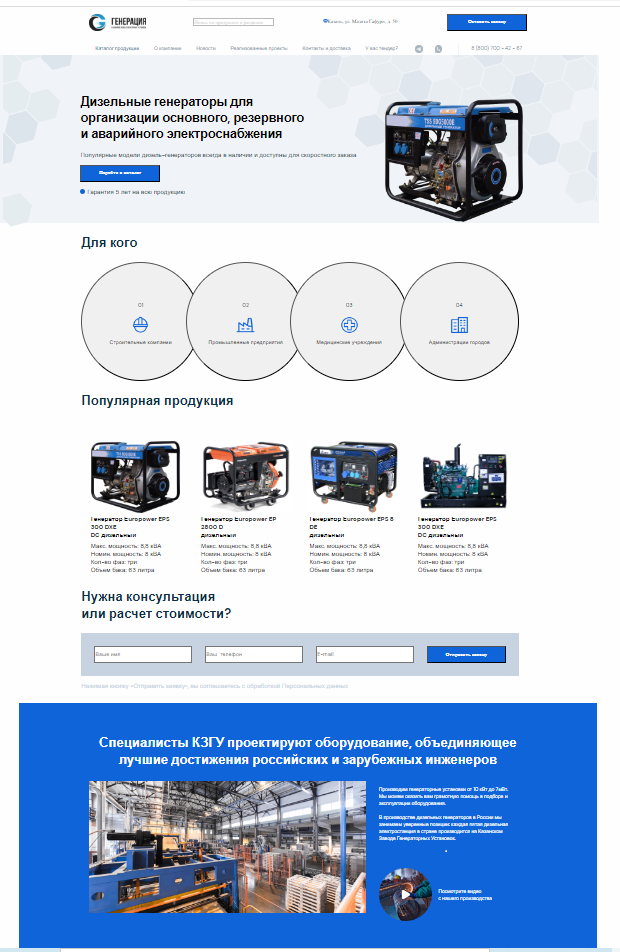 ГЕНЕРАЦИЯ
Поиск по продукции и разделам
Казань, ул. Мажита Гафури, д. 50
Оставить заявку
Каталог продукции
О компании
Новости
Реализованные проекты
Контакты и доставка
У вас тендер?
8 (800) 700 - 42 - 67
Дизельные генераторы для
организации основного, резервного
и аварийного электроснабжения
Популярные модели дизель-генераторов всегда в наличии и доступны для скоростного заказа
Перейти в каталог
Гарантия 5 лет на всю продукцию
TSS SDG5000E
Для кого
01
02
03
04
Строительные компании
Промышленные предприятия
Медицинские учреждения
Администрации городов
Популярная продукция
Генератор Europower EPS
300 DXE
DC дизельный
Макс. мощность: 8,8 кВА
Номин. мощность: 8 кВА
Кол-во фаз: три
Объем бака: 63 литра
Генератор Europower EP
2800 D
дизельный
Макс. мощность: 8,8 кВА
Номин. мощность: 8 кВА
Кол-во фаз: три
Объем бака: 63 литра
Генератор Europower EPS 8
DE
дизельный
Макс. мощность: 8,8 кВА
Номин. мощность: 8 кВА
Кол-во фаз: три
Объем бака: 63 литра
Генератор Europower EPS
300 DXE
DC дизельный
Макс. мощность: 8,8 кВА
Номин. мощность: 8 кВА
Кол-во фаз: три
Объем бака: 63 литра
Нужна консультация
или расчет стоимости?
Ваше имя
Ваш телефон
E-mail
Отправить заявку
Нажимая кнопку «Отправить заявку», вы соглашаетесь с обработкой Персональных данных
Специалисты КЗГУ проектируют оборудование, объединяющее
лучшие достижения российских и зарубежных инженеров
Производим генераторные установки от 10 кВт до 7мВт.
Мы можем оказать вам грамотную помощь в подборе и
эксплуатации оборудования.
В производстве дизельных генераторов в России мы
занимаем уверенные позиции: каждая пятая дизельная
электростанция в стране производится на Казанском
Заводе Генераторных Установок.
Посмотрите видео
с нашего производства